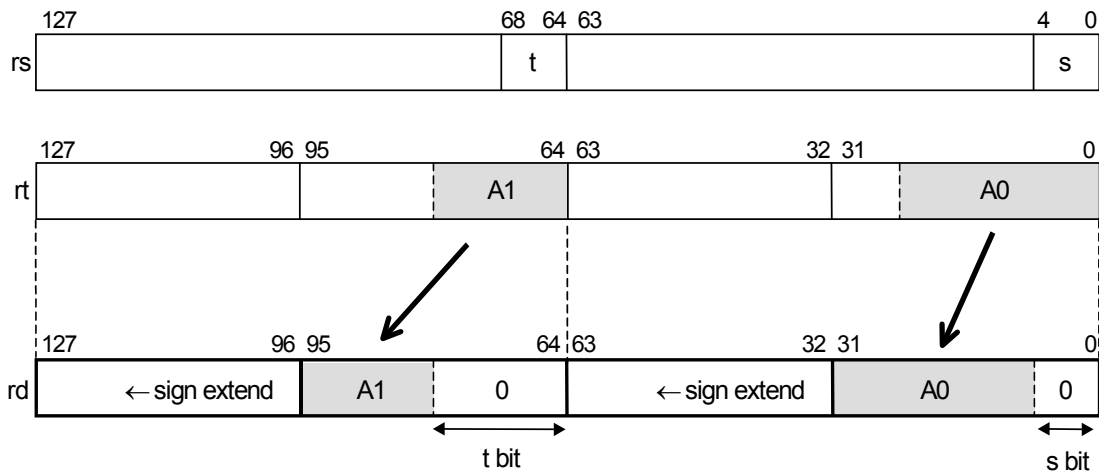 127 68 64 63 4 0
rs t s
127 96 95 64 63 32 31 0
rt A1 A0
127 96 95 64 63 32 31 0
rd ← sign extend A1 0 ← sign extend A0 0
t bit s bit